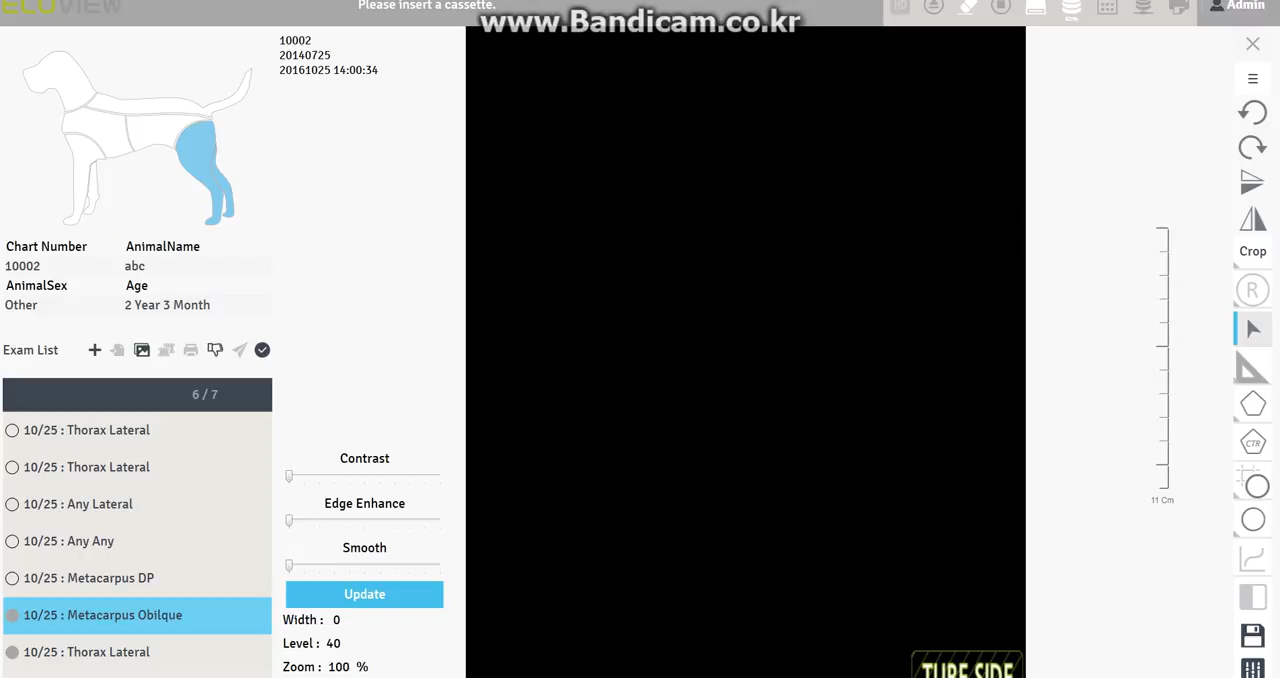 ECOVIEW
Please insert a cassette.
www.Bandicam.co.kr
HD
Admin
10002
20140725
20161025 14:00:34
Chart Number
AnimalName
10002
abc
AnimalSex
Age
Other
2 Year 3 Month
Exam List
6 / 7
10/25 : Thorax Lateral
10/25 : Thorax Lateral
10/25 : Any Lateral
10/25 : Any Any
10/25 : Metacarpus DP
10/25 : Metacarpus Obilque
10/25 : Thorax Lateral
Contrast
Edge Enhance
Smooth
Update
Width : 0
Level : 40
Zoom : 100 %
TUBE SIDE
11 Cm
Crop
R
CTR